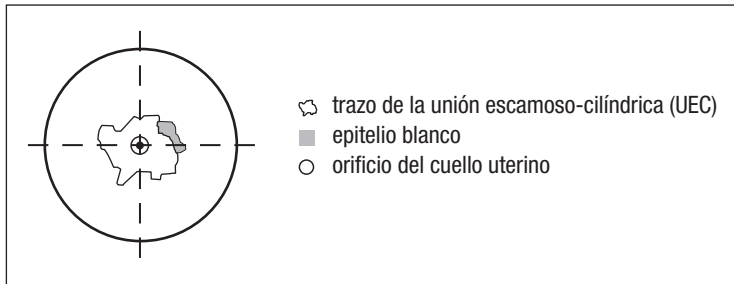 trazo de la unión escamoso-cilíndrica (UEC)
epitelio blanco
orificio del cuello uterino